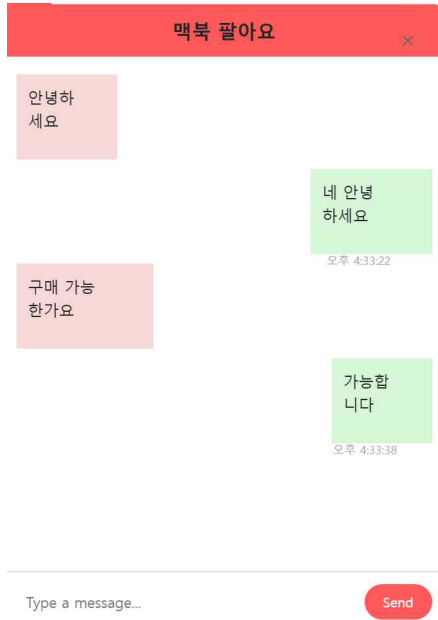 맥북 팔아요
×
안녕하
세요
네 안녕
하세요
오후 4:33:22
구매 가능
한가요
가능합
니다
오후 4:33:38
Type a message...
Send